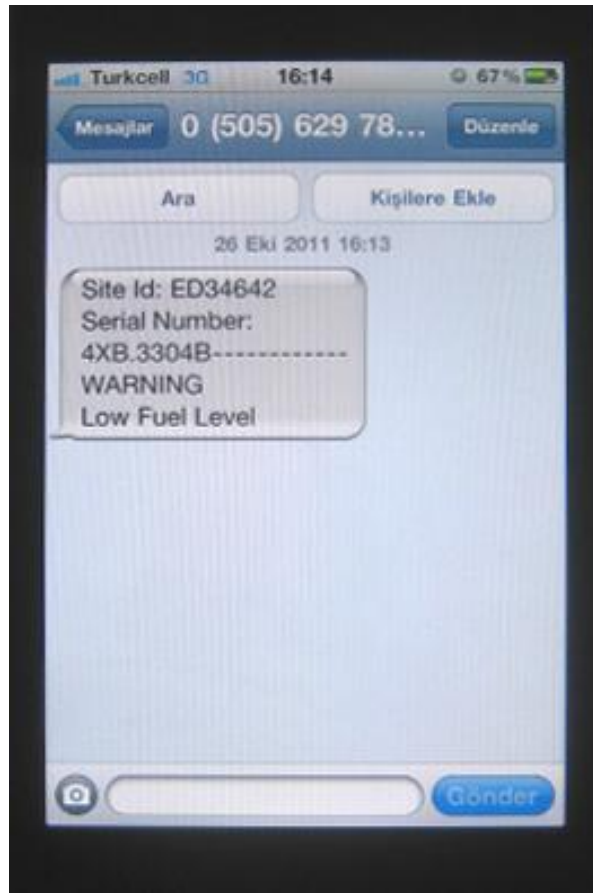 Turkcell 3G 16:14 67%
Mesajlar 0 (505) 629 78... Düzenle
Ara Kişilere Ekle
26 Eki 2011 16:13
Site Id: ED34642
Serial Number:
4XB.3304B------------
WARNING
Low Fuel Level
Gönder